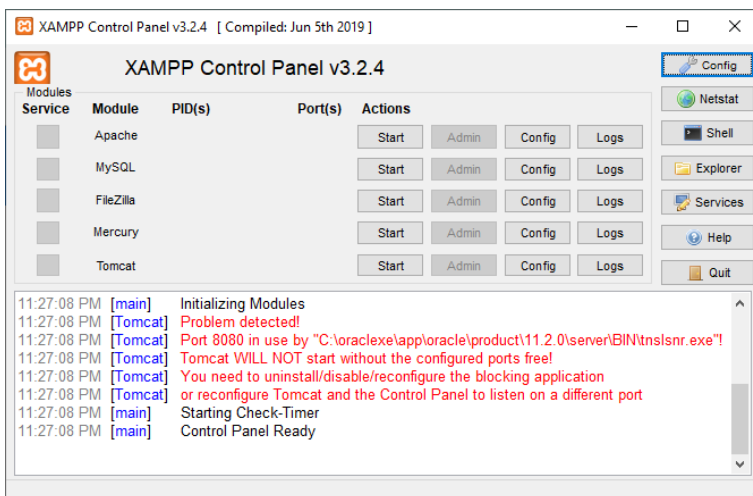 XAMPP Control Panel v3.2.4 [ Compiled: Jun 5th 2019 ]
XAMPP Control Panel v3.2.4
Config
Modules
Service Module PID(s) Port(s) Actions
Netstat
Apache Start Admin Config Logs
Shell
MySQL Start Admin Config Logs
Explorer
FileZilla Start Admin Config Logs
Services
Mercury Start Admin Config Logs
Help
Tomcat Start Admin Config Logs
Quit
11:27:08 PM [main] Initializing Modules
11:27:08 PM [Tomcat] Problem detected!
11:27:08 PM [Tomcat] Port 8080 in use by "C:\oraclexe\app\oracle\product\11.2.0\server\BIN\tnslsnr.exe"!
11:27:08 PM [Tomcat] Tomcat WILL NOT start without the configured ports free!
11:27:08 PM [Tomcat] You need to uninstall/disable/reconfigure the blocking application
11:27:08 PM [Tomcat] or reconfigure Tomcat and the Control Panel to listen on a different port
11:27:08 PM [main] Starting Check-Timer
11:27:08 PM [main] Control Panel Ready